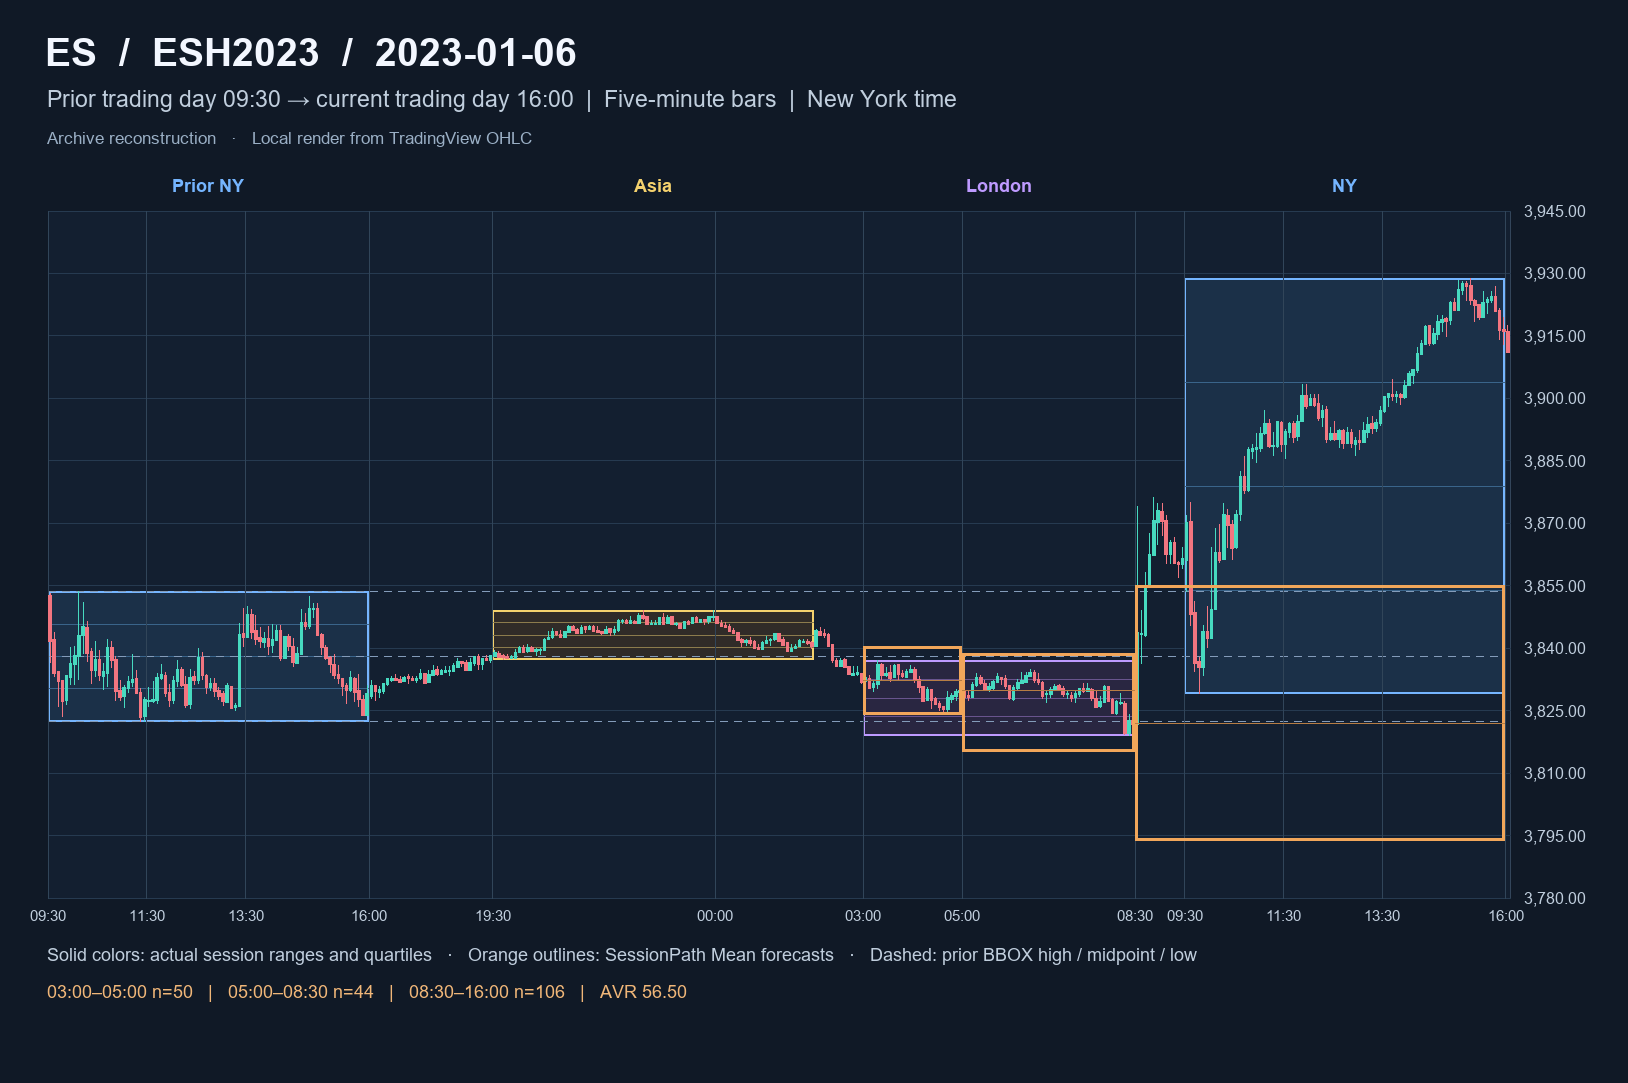 ES / ESH2023 / 2023-01-06
Prior trading day 09:30 → current trading day 16:00 | Five-minute bars | New York time
Archive reconstruction · Local render from TradingView OHLC
Prior NY Asia London NY
3,945.00
3,930.00
3,915.00
3,900.00
3,885.00
3,870.00
3,855.00
3,840.00
3,825.00
3,810.00
3,795.00
3,780.00
09:30 11:30 13:30 16:00 19:30 00:00 03:00 05:00 08:30 09:30 11:30 13:30 16:00
Solid colors: actual session ranges and quartiles · Orange outlines: SessionPath Mean forecasts · Dashed: prior BBOX high / midpoint / low
03:00–05:00 n=50 | 05:00–08:30 n=44 | 08:30–16:00 n=106 | AVR 56.50